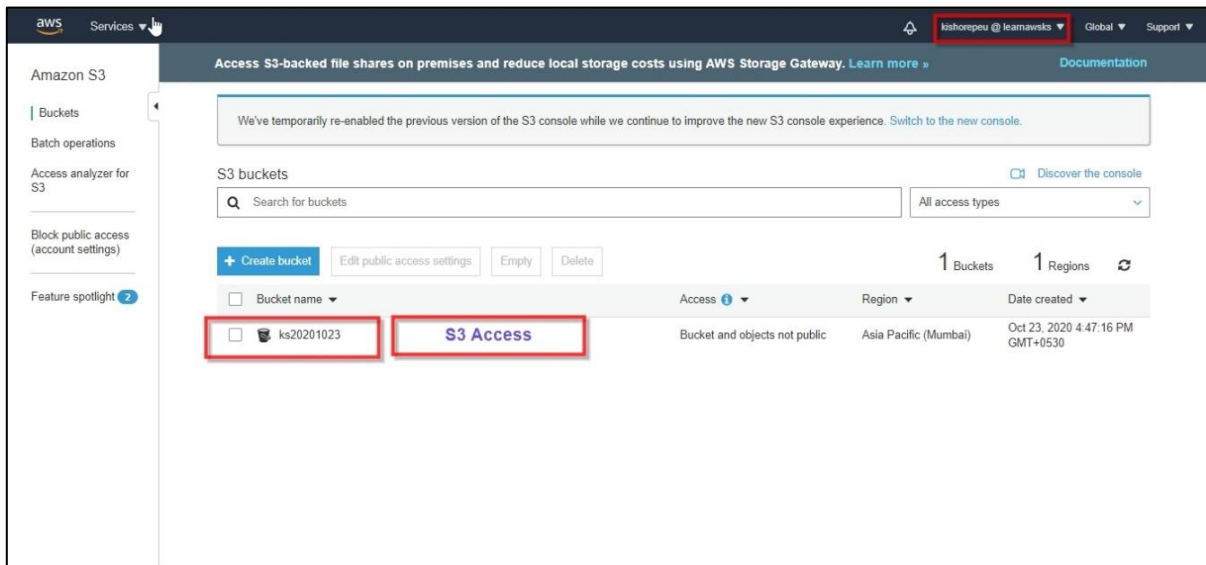 aws Services kishorepeu @ learnawsks Global Support
Amazon S3
Buckets
Batch operations
Access analyzer for
S3
Block public access
(account settings)
Feature spotlight 2
Access S3-backed file shares on premises and reduce local storage costs using AWS Storage Gateway. Learn more » Documentation
We've temporarily re-enabled the previous version of the S3 console while we continue to improve the new S3 console experience. Switch to the new console.
S3 buckets Discover the console
Search for buckets All access types
+ Create bucket Edit public access settings Empty Delete 1 Buckets 1 Regions
Bucket name Access Region Date created
ks20201023 S3 Access Bucket and objects not public Asia Pacific (Mumbai) Oct 23, 2020 4:47:16 PM
GMT+0530